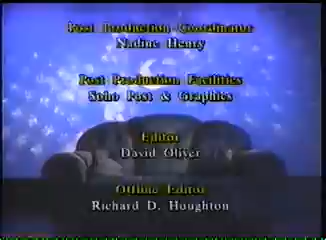 Post Production Coordinator
Nadine Henry
Post Production Facilities
Soho Post & Graphics
Editor
David Oliver
Offline Editor
Richard D. Houghton